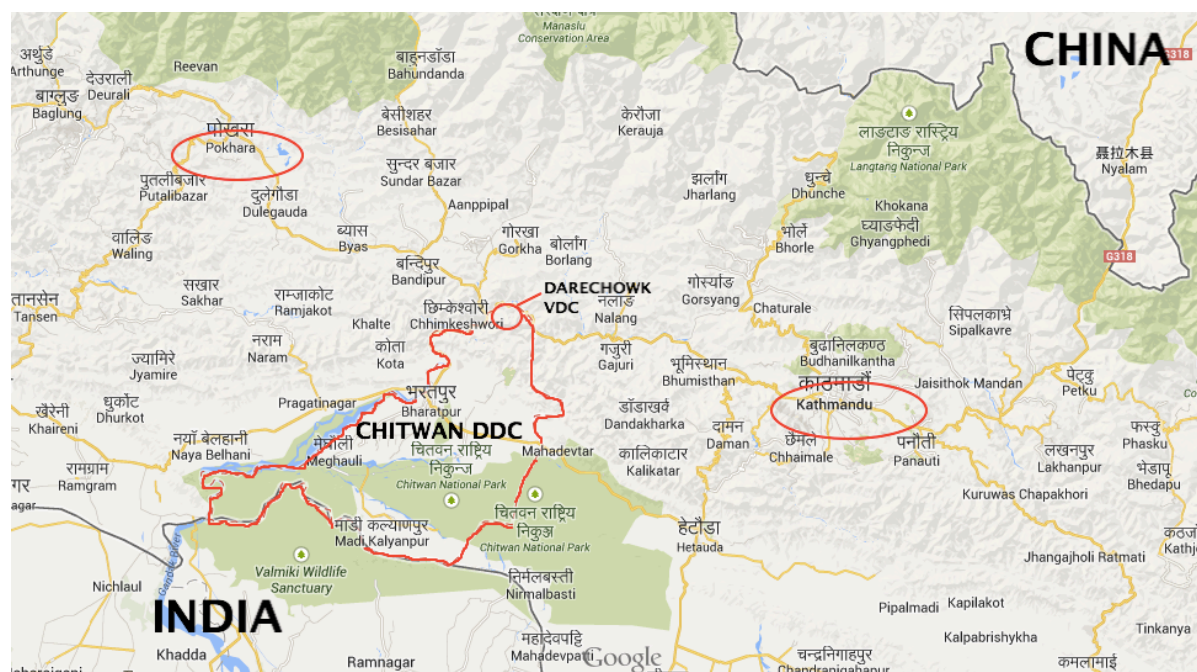 Manaslu
Conservation Area
CHINA
G318
अर्थुङे
Arthunge
Reevan
बाहुनडाँडा
Bahundanda
देउराली
Deurali
बाग्लुङ
Baglung
बेसीशहर
Besisahar
केरौजा
Kerauja
लाङटाङ राष्ट्रिय
निकुन्ज
Langtang National Park
पोखरा
Pokhara
聂拉木县
Nyalam
सुन्दर बजार
Sundar Bazar
झर्लांग
Jharlang
धुन्चे
Dhunche
पुतलीबजार
Putalibazar
दुलेगौडा
Dulegauda
Aanppipal
Khokana
घ्याङफेदी
Ghyangphedi
वालिङ
Waling
ब्यास
Byas
गोरखा
Gorkha
बोर्लांग
Borlang
भोर्ले
Bhorle
G318
बन्दिपुर
Bandipur
सखार
Sakhar
राम्जाकोट
Ramjakot
DARECHOWK
VDC
गोर्स्याङ
Gorsyang
तानसेन
Tansen
छिम्केश्वोरी
Chhimkeshwori
नलाङ
Nalang
Chaturale
सिपलकाभ्रे
Sipalkavre
Khalte
नराम
Naram
कोता
Kota
गजुरी
Gajuri
बुढानिलकण्ठ
Budhanilkantha
ज्यामिरे
Jyamire
भूमिस्थान
Bhumisthan
काठमाडौं
Kathmandu
Jaisithok Mandan
पेट्कु
Petku
भरतपुर
Bharatpur
धुर्कोट
Dhurkot
Pragatinagar
खैरेनी
Khaireni
डाँडाखर्क
Dandakharka
CHITWAN DDC
दामन
Daman
छैमले
Chhaimale
पनौती
Panauti
फस्कु
Phasku
नयाँ बेलहानी
Naya Belhani
मेघौली
Meghauli
चितवन राष्ट्रिय
निकुन्ज
Chitwan National Park
Mahadevtar
कालिकाटार
Kalikatar
लखनपुर
Lakhanpur
भेडापु
Bhedapu
रामग्राम
Ramgram
Kuruwas Chapakhori
चितवन राष्ट्रिय
निकुञ्ज
Chitwan National Park
माडी कल्याणपुर
Madi Kalyanpur
हेटौडा
Hetauda
Jhangajholi Ratmati
Gandak River
Valmiki Wildlife
Sanctuary
Nichlaul
निर्मलबस्ती
Nirmalbasti
INDIA
Pipalmadi
Kapilakot
Kalpabrishykha
Tinkanya
महादेवपट्टि
Mahadevpatti
Khadda
Ramnagar
Google
चन्द्रनिगाहपुर
Chandranigahapur
कमलामाई